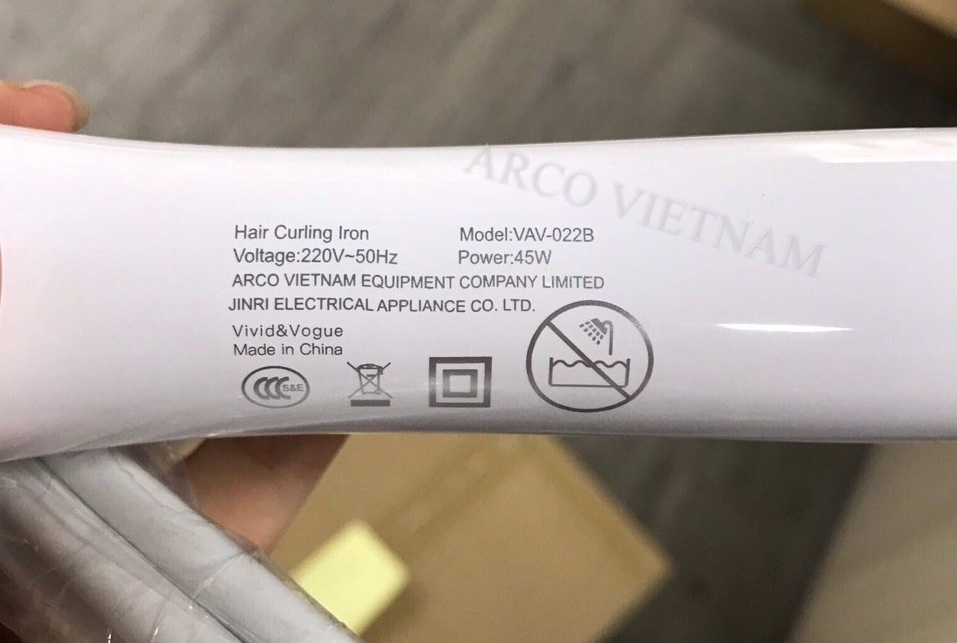 ARCO VIETNAM
Hair Curling Iron Model:VAV-022B
Voltage:220V~50Hz Power:45W
ARCO VIETNAM EQUIPMENT COMPANY LIMITED
JINRI ELECTRICAL APPLIANCE CO. LTD.
Vivid&Vogue
Made in China
CCC S&E